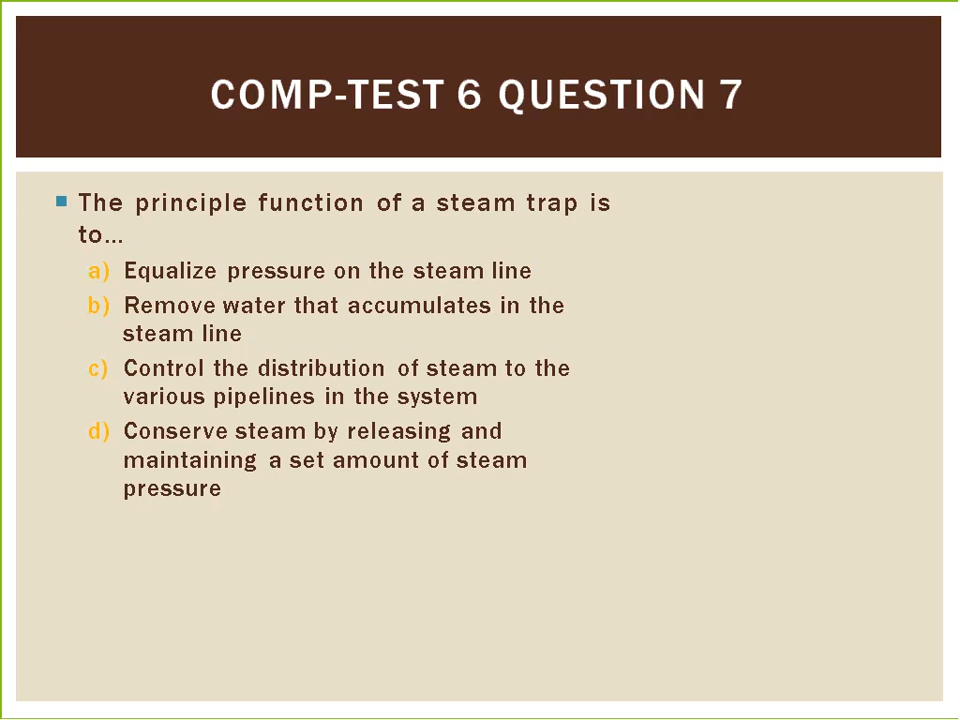 COMP-TEST 6 QUESTION 7
■ The principle function of a steam trap is
to…
a) Equalize pressure on the steam line
b) Remove water that accumulates in the
steam line
c) Control the distribution of steam to the
various pipelines in the system
d) Conserve steam by releasing and
maintaining a set amount of steam
pressure